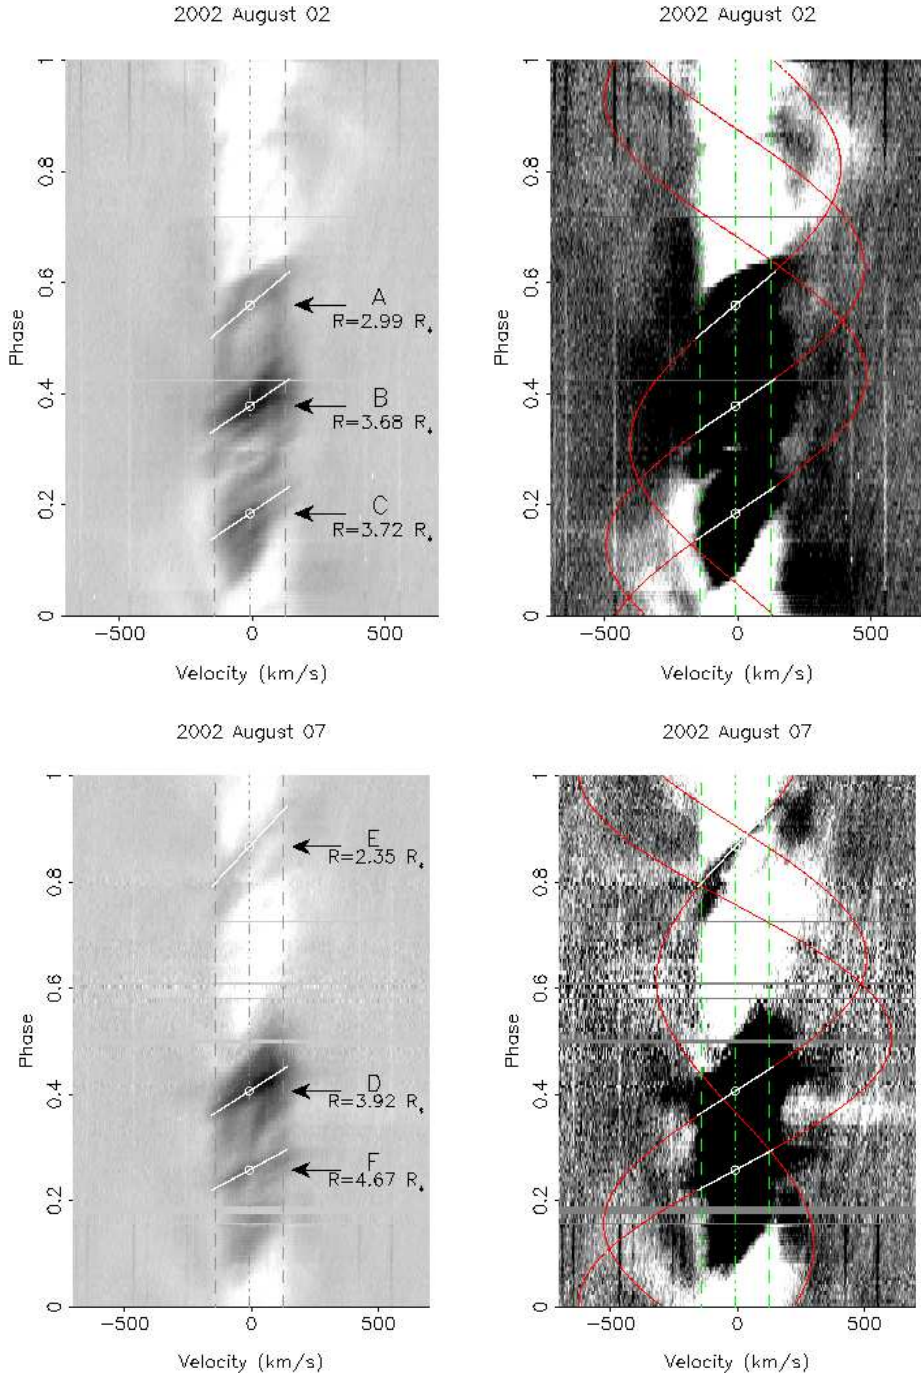 2002 August 02
2002 August 02
1
0.8
0.6
0.4
0.2
0
Phase
A
R=2.99 R*
B
R=3.68 R*
C
R=3.72 R*
−500 0 500
Velocity (km/s)
1
0.8
0.6
0.4
0.2
0
Phase
−500 0 500
Velocity (km/s)
2002 August 07
2002 August 07
1
0.8
0.6
0.4
0.2
0
Phase
E
R=2.35 R*
D
R=3.92 R*
F
R=4.67 R*
−500 0 500
Velocity (km/s)
1
0.8
0.6
0.4
0.2
0
Phase
−500 0 500
Velocity (km/s)